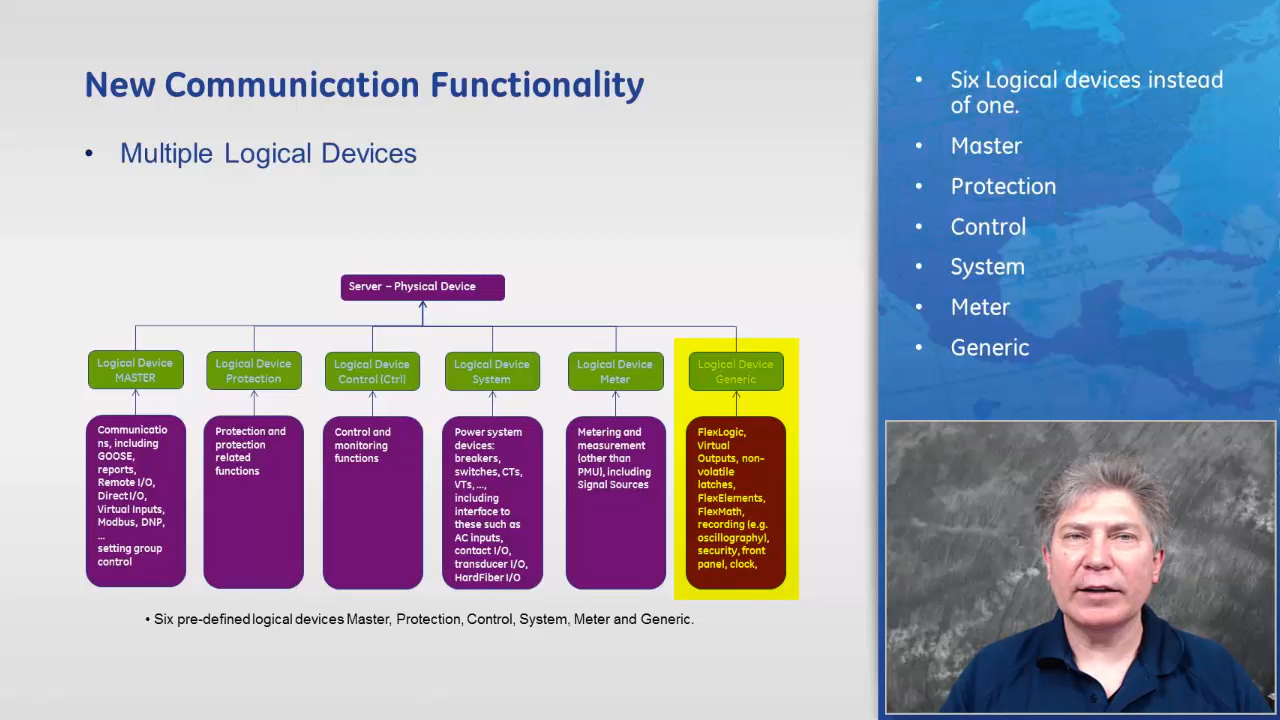 New Communication Functionality
• Multiple Logical Devices
Server – Physical Device
Logical Device
MASTER
Logical Device
Protection
Logical Device
Control (Ctrl)
Logical Device
System
Logical Device
Meter
Logical Device
Generic
Communicatio
ns, including
GOOSE,
reports,
Remote I/O,
Direct I/O,
Virtual Inputs,
Modbus, DNP,
...
setting group
control
Protection and
protection
related
functions
Control and
monitoring
functions
Power system
devices:
breakers,
switches, CTs,
VTs, ...,
including
interface to
these such as
AC inputs,
contact I/O,
transducer I/O,
HardFiber I/O
Metering and
measurement
(other than
PMU), including
Signal Sources
FlexLogic,
Virtual
Outputs, non-
volatile
latches,
FlexElements,
FlexMath,
recording (e.g.
oscillography),
security, front
panel, clock,
• Six pre-defined logical devices Master, Protection, Control, System, Meter and Generic.
• Six Logical devices instead
of one.
• Master
• Protection
• Control
• System
• Meter
• Generic